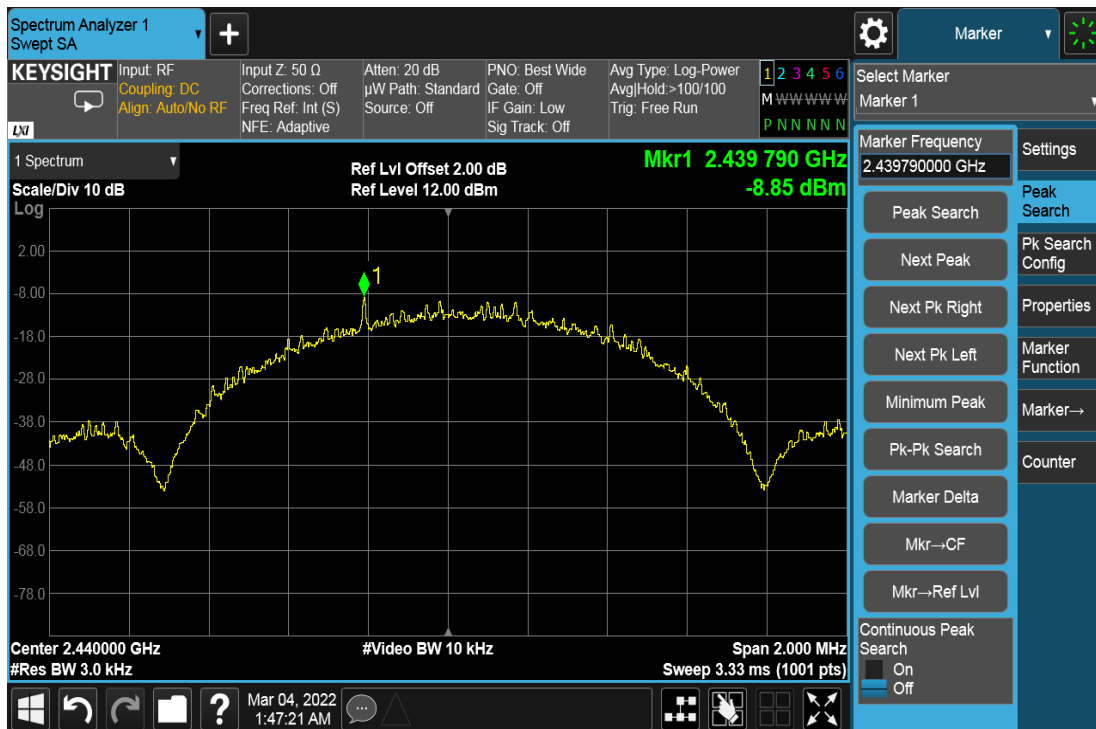 Spectrum Analyzer 1
Swept SA
+
Marker
KEYSIGHT
LXI
Input: RF
Coupling: DC
Align: Auto/No RF
Input Z: 50 Ω
Corrections: Off
Freq Ref: Int (S)
NFE: Adaptive
Atten: 20 dB
µW Path: Standard
Source: Off
PNO: Best Wide
Gate: Off
IF Gain: Low
Sig Track: Off
Avg Type: Log-Power
Avg|Hold:>100/100
Trig: Free Run
1 2 3 4 5 6
M W W W W W
P N N N N N
Select Marker
Marker 1
1 Spectrum
Scale/Div 10 dB
Log
Ref Lvl Offset 2.00 dB
Ref Level 12.00 dBm
Mkr1 2.439 790 GHz
-8.85 dBm
2.00
-8.00
-18.0
-28.0
-38.0
-48.0
-58.0
-68.0
-78.0
1
Center 2.440000 GHz
#Res BW 3.0 kHz
#Video BW 10 kHz
Span 2.000 MHz
Sweep 3.33 ms (1001 pts)
Marker Frequency
2.439790000 GHz
Peak Search
Next Peak
Next Pk Right
Next Pk Left
Minimum Peak
Pk-Pk Search
Marker Delta
Mkr→CF
Mkr→Ref Lvl
Continuous Peak
Search
On
Off
Settings
Peak
Search
Pk Search
Config
Properties
Marker
Function
Marker→
Counter
?
Mar 04, 2022
1:47:21 AM